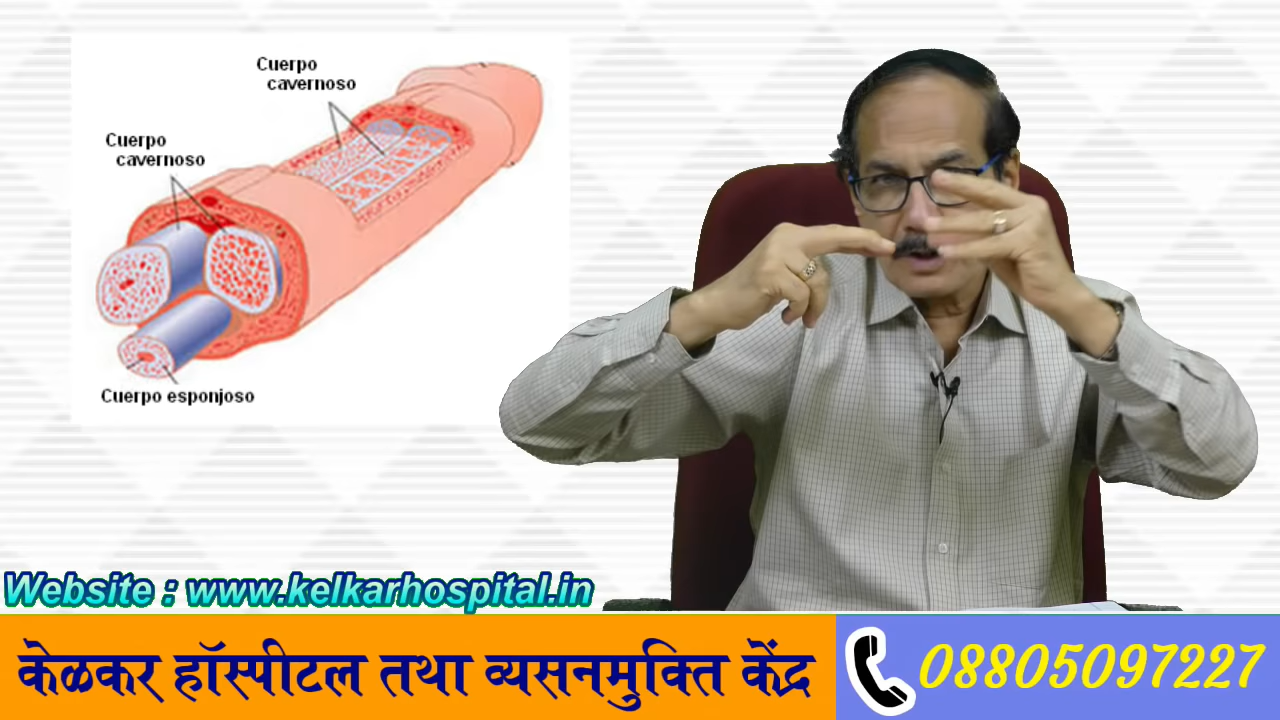 Cuerpo
cavernoso
Cuerpo
cavernoso
Cuerpo esponjoso
Website : www.kelkarhospital.in
केळकर हॉस्पीटल तथा व्यसनमुक्ति केंद्र
08805097227